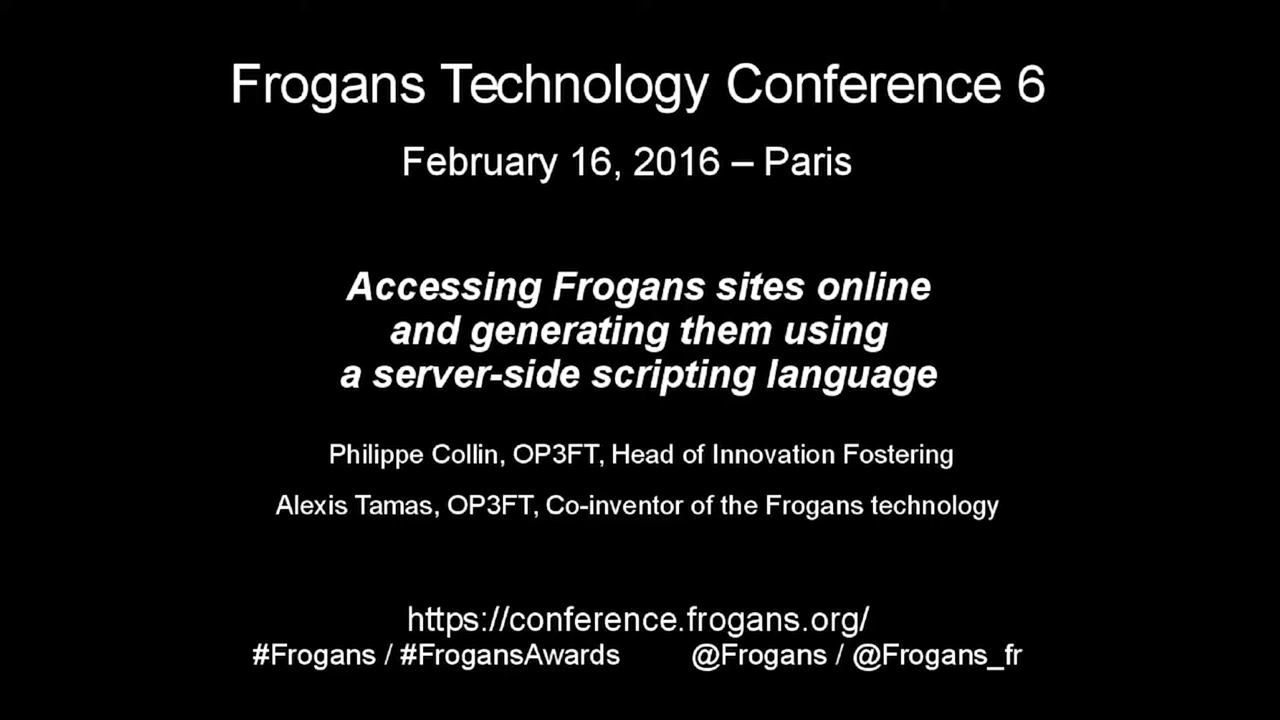 Frogans Technology Conference 6
February 16, 2016 – Paris
Accessing Frogans sites online
and generating them using
a server-side scripting language
Philippe Collin, OP3FT, Head of Innovation Fostering
Alexis Tamas, OP3FT, Co-inventor of the Frogans technology
https://conference.frogans.org/
#Frogans / #FrogansAwards @Frogans / @Frogans_fr